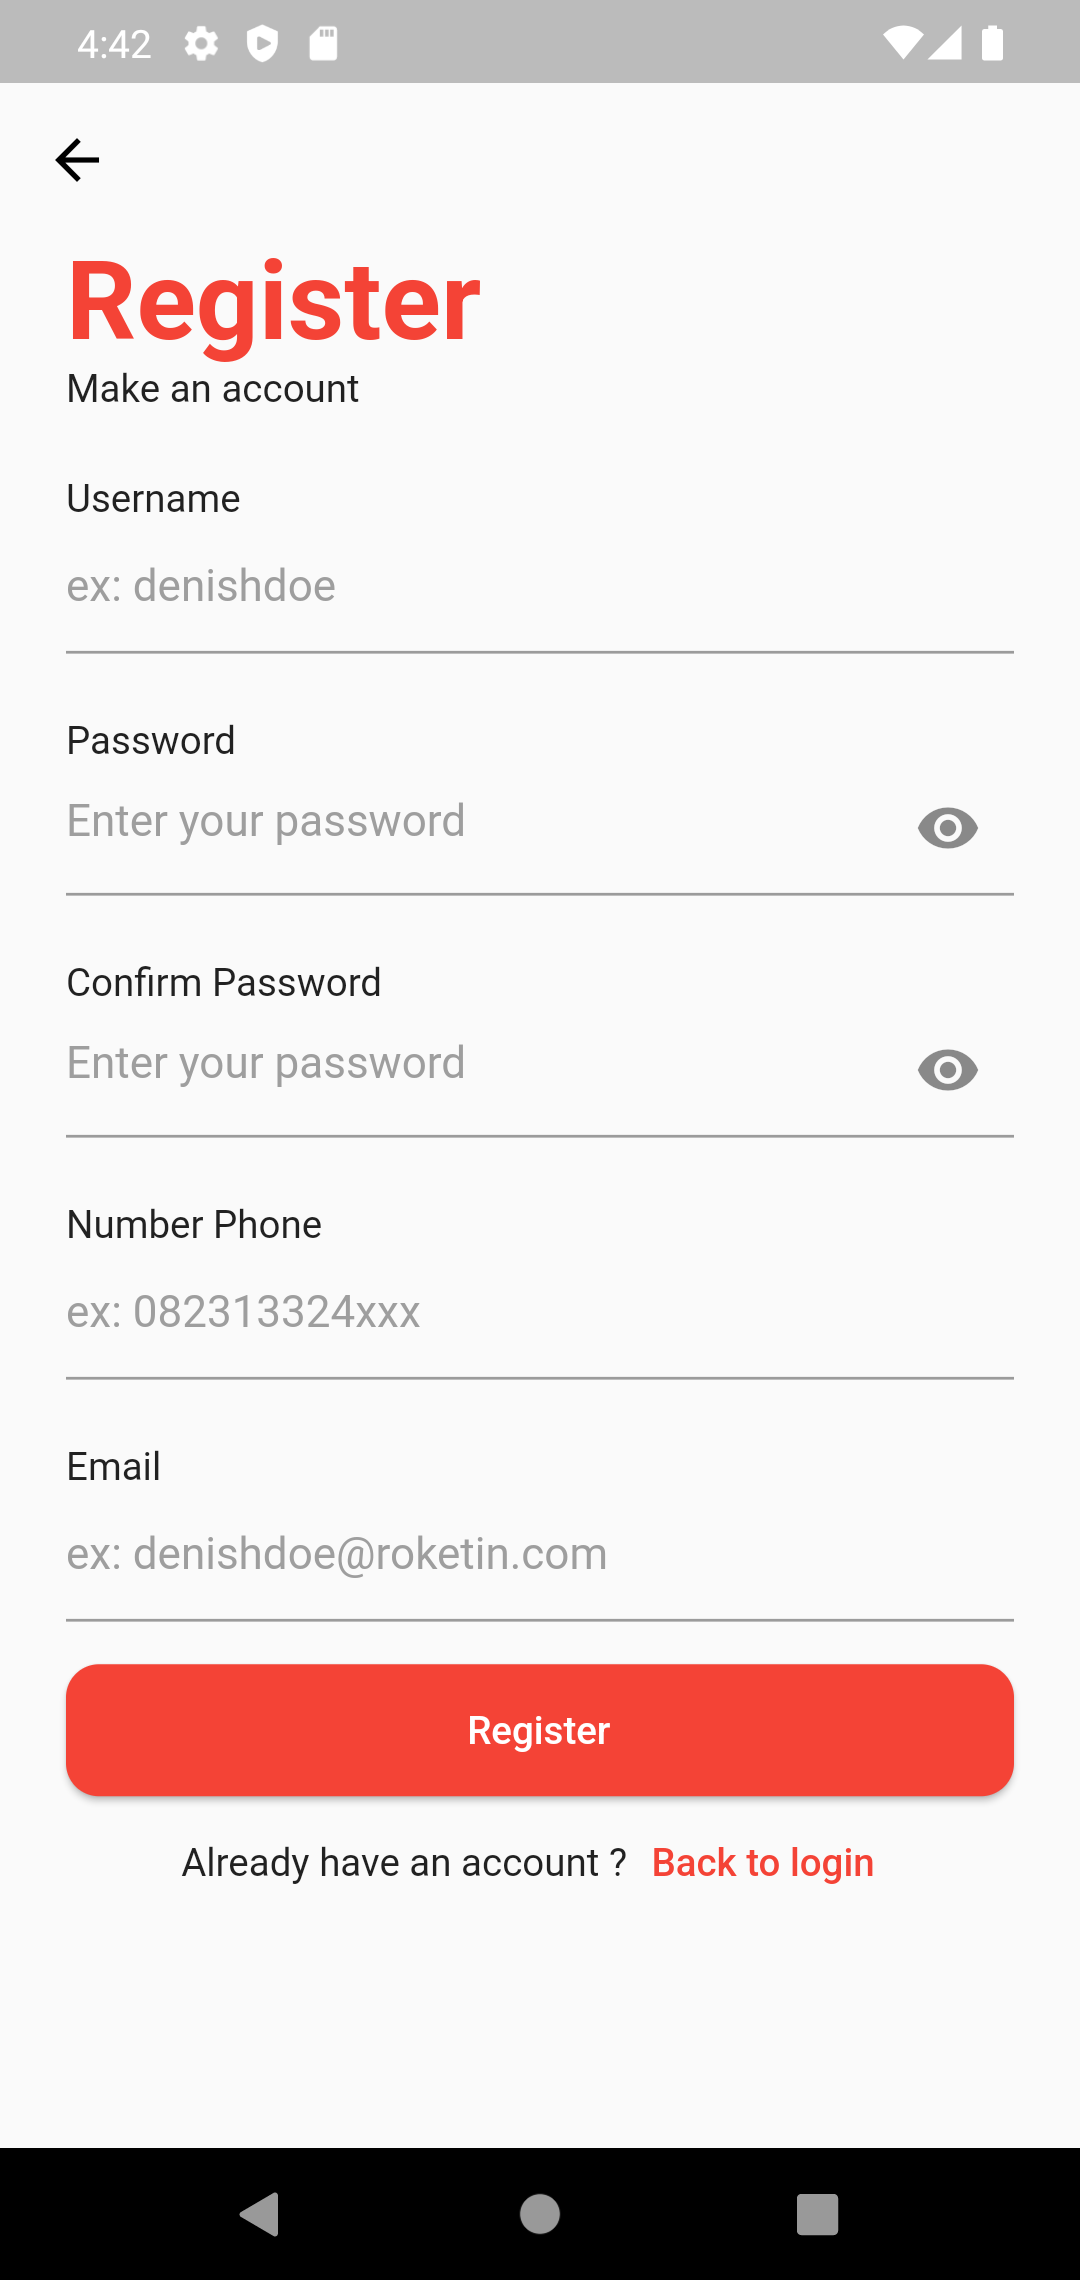 4:42
Register
Make an account
Username
ex: denishdoe
Password
Enter your password
Confirm Password
Enter your password
Number Phone
ex: 082313324xxx
Email
ex: denishdoe@roketin.com
Register
Already have an account ? Back to login